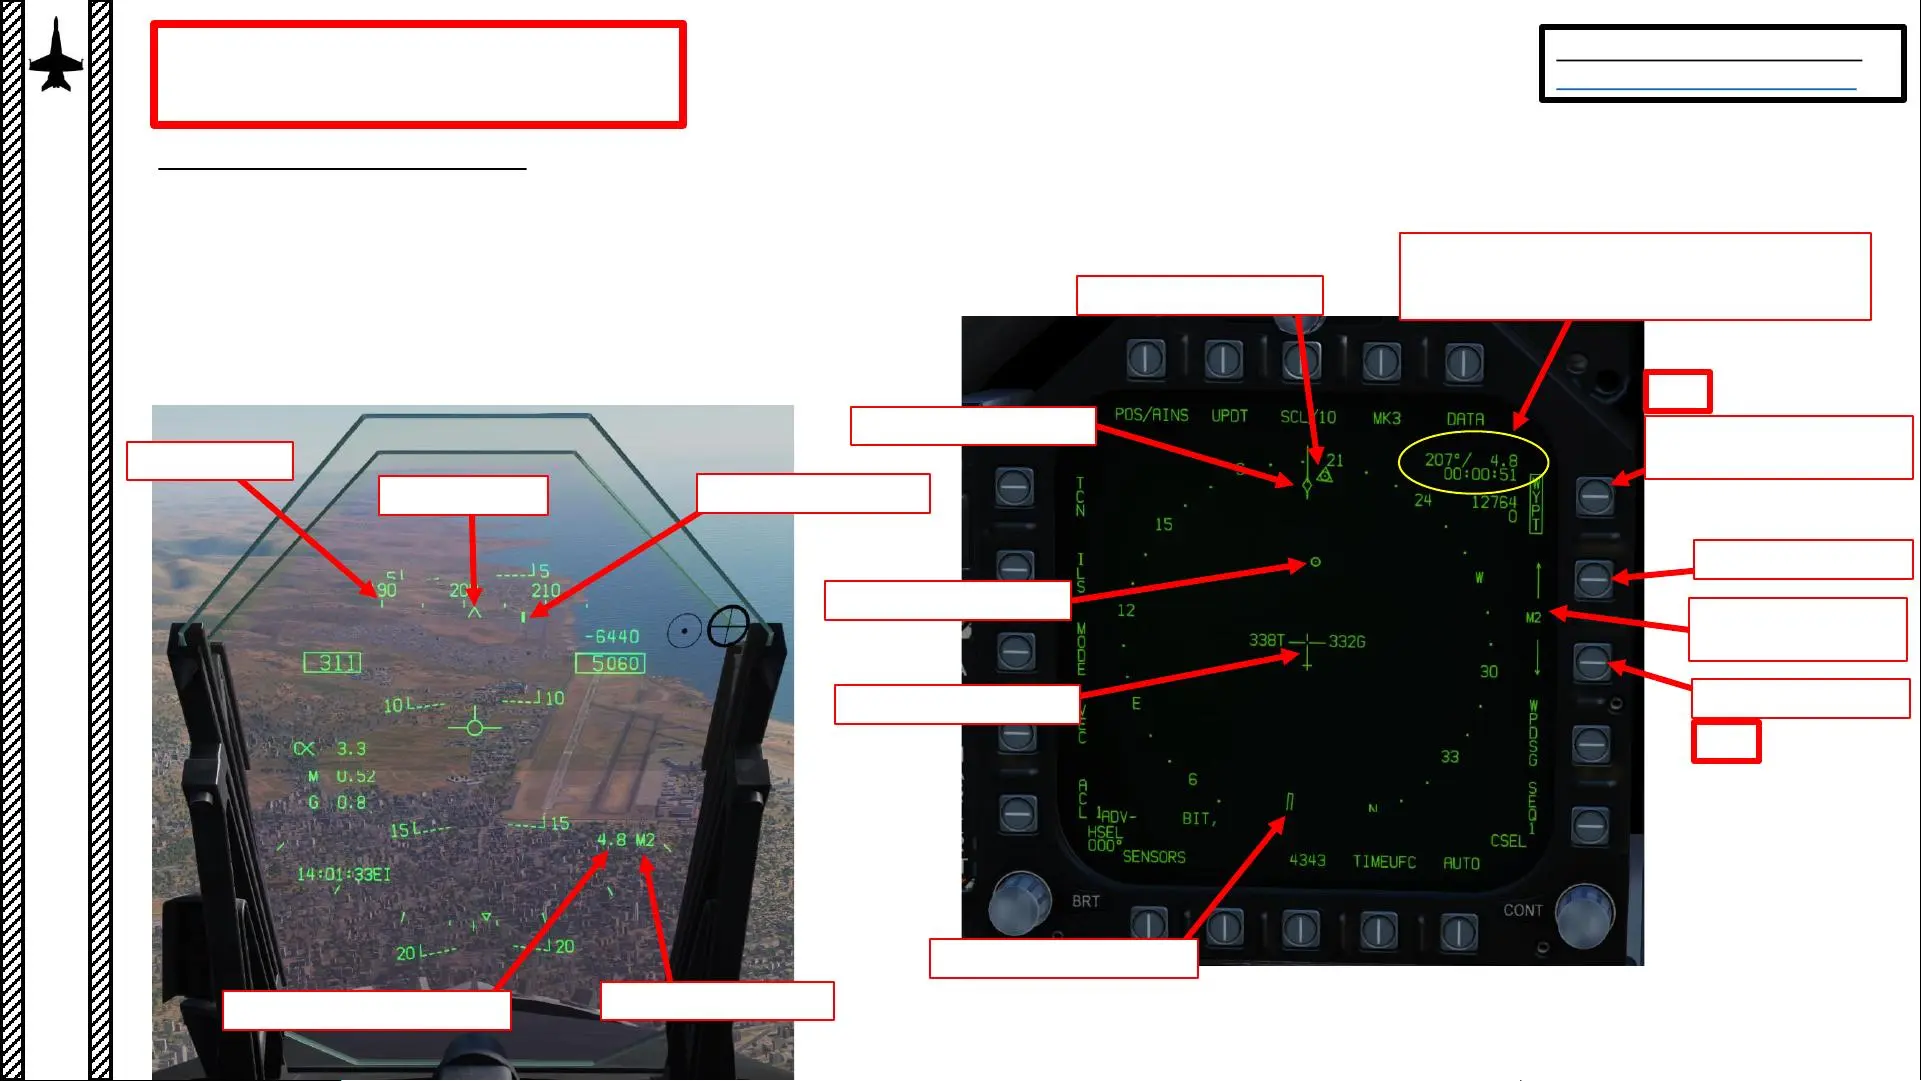 5
5
90
20
210
-6440
311
5060
10
10
α 3.3
M 0.52
G 0.8
15
15
4.8 M2
14:01:33EI
20
20
POS/AINS UPDT SCL/10 MK3 DATA
S
21
207°/ 4.8
00:00:51
24
12764
0
TCN
WYPT
15
ILS
W
12
M2
MODE
338T
332G
30
E
VEC
WPDSG
33
6
ACL
SEQ1
N
1ADV-
BIT,
HSEL
000°
CSEL
SENSORS
4343
TIMEUFC
AUTO
BRT
CONT